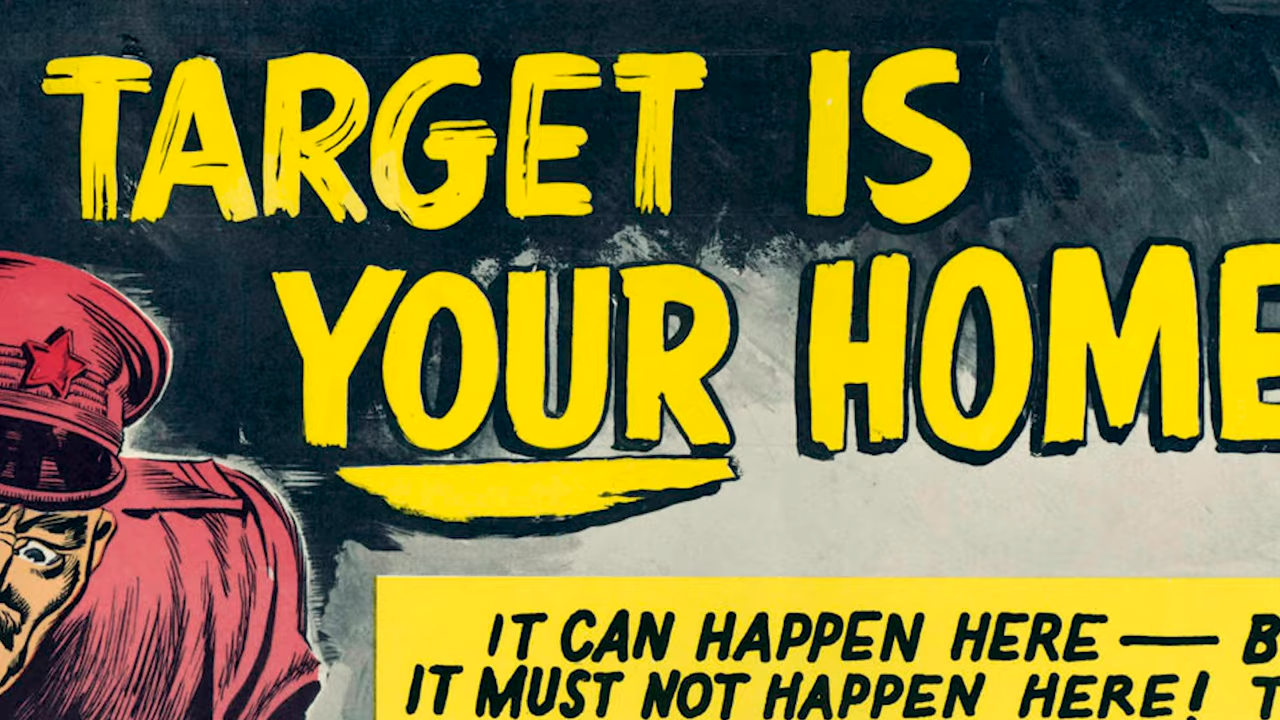 TARGET IS
YOUR HOME
IT CAN HAPPEN HERE — B
IT MUST NOT HAPPEN HERE! T